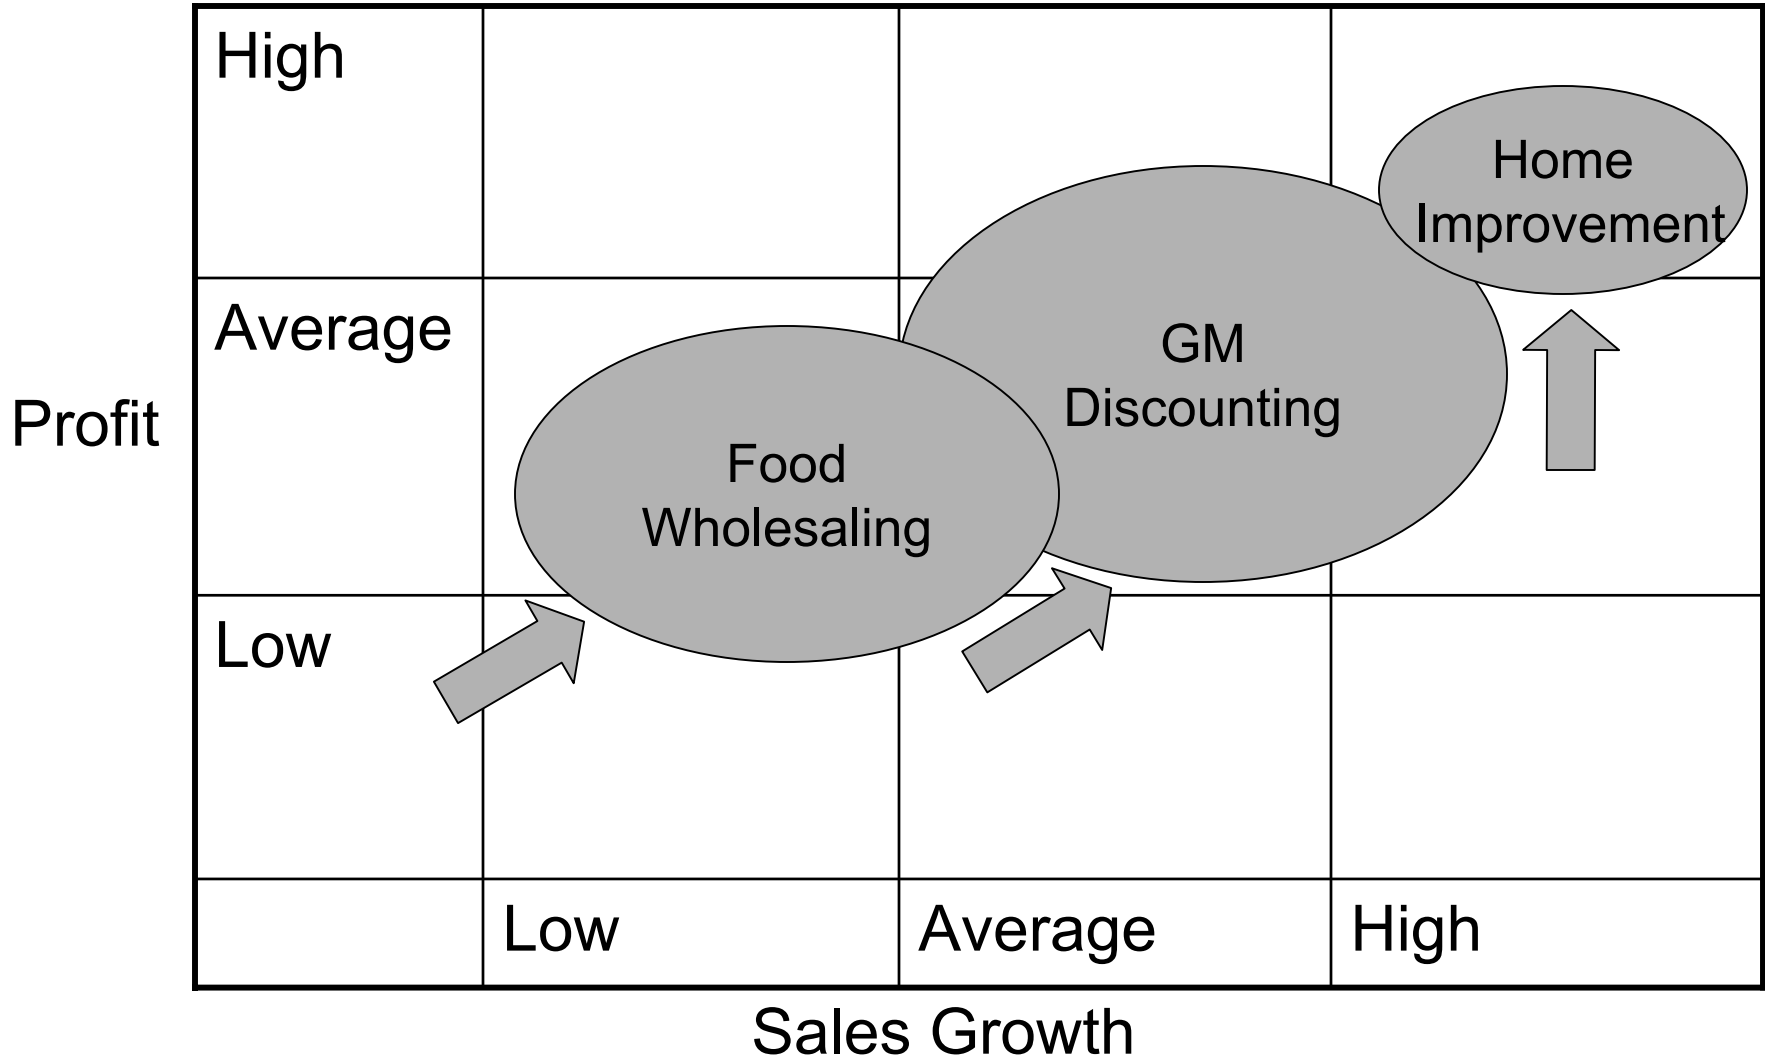 High
Home
Improvement
Average
GM
Discounting
Profit
Food
Wholesaling
Low
Low
Average
High
Sales Growth